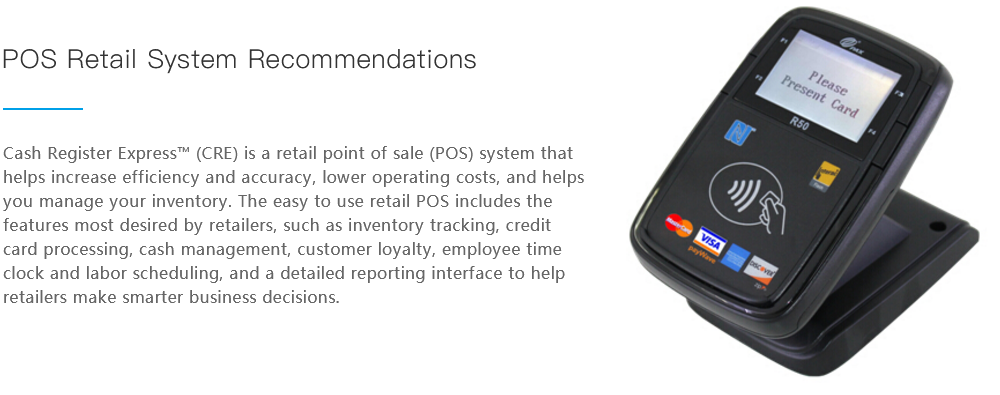 POS Retail System Recommendations
Cash Register Express™ (CRE) is a retail point of sale (POS) system that
helps increase efficiency and accuracy, lower operating costs, and helps
you manage your inventory. The easy to use retail POS includes the
features most desired by retailers, such as inventory tracking, credit
card processing, cash management, customer loyalty, employee time
clock and labor scheduling, and a detailed reporting interface to help
retailers make smarter business decisions.
F1
Please
Present Card
F4
R50
MasterCard
VISA
payWave
DISCOVER